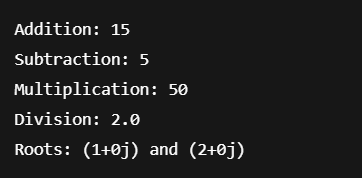 Addition: 15
Subtraction: 5
Multiplication: 50
Division: 2.0
Roots: (1+0j) and (2+0j)